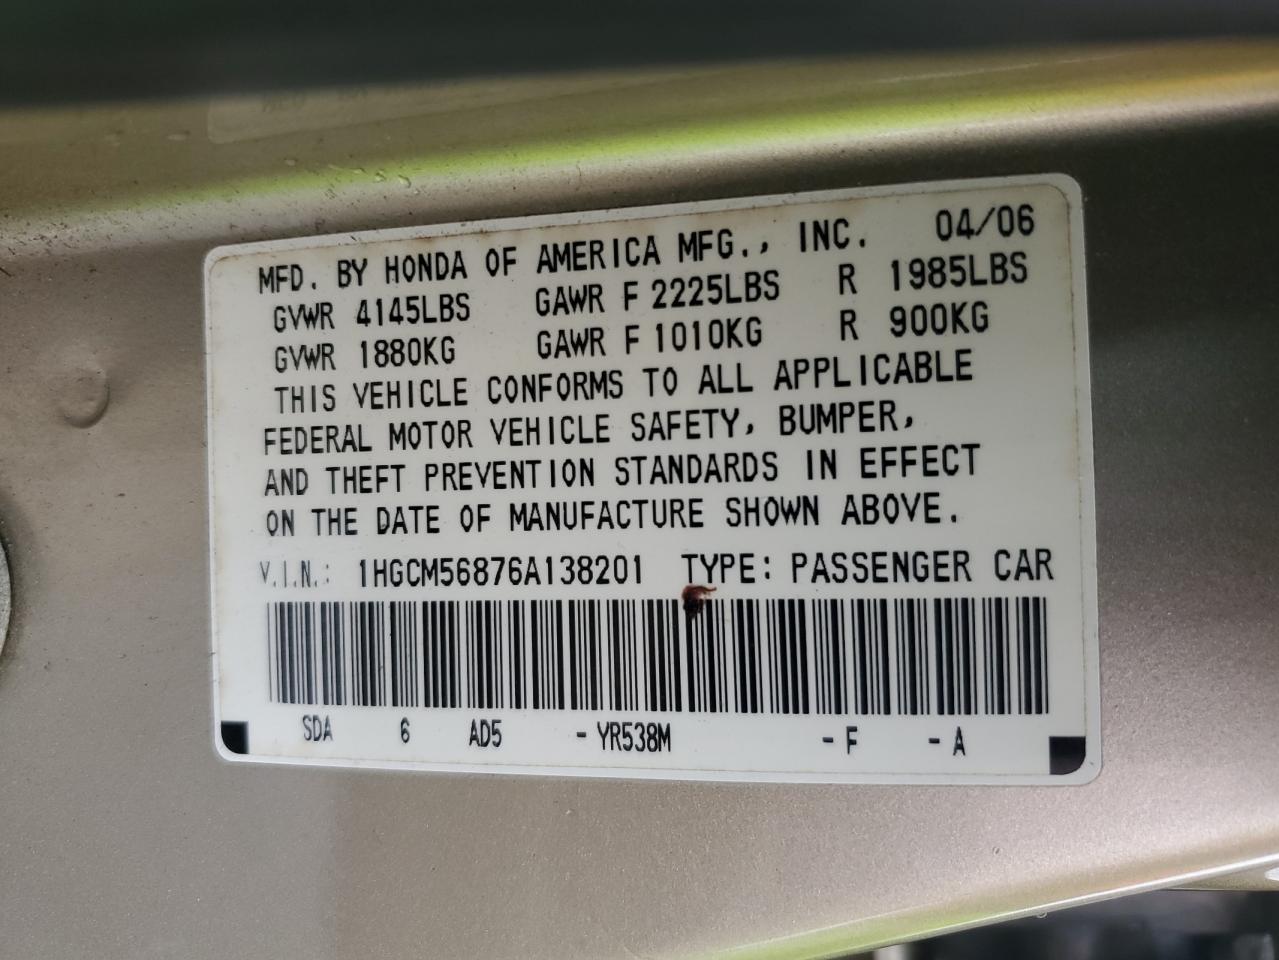 MFD. BY HONDA OF AMERICA MFG., INC. 04/06
GVWR 4145LBS GAWR F 2225LBS R 1985LBS
GVWR 1880KG GAWR F 1010KG R 900KG
THIS VEHICLE CONFORMS TO ALL APPLICABLE
FEDERAL MOTOR VEHICLE SAFETY, BUMPER,
AND THEFT PREVENTION STANDARDS IN EFFECT
ON THE DATE OF MANUFACTURE SHOWN ABOVE.
V.I.N.: 1HGCM56876A138201 TYPE: PASSENGER CAR
SDA 6 AD5 -YR538M -F -A